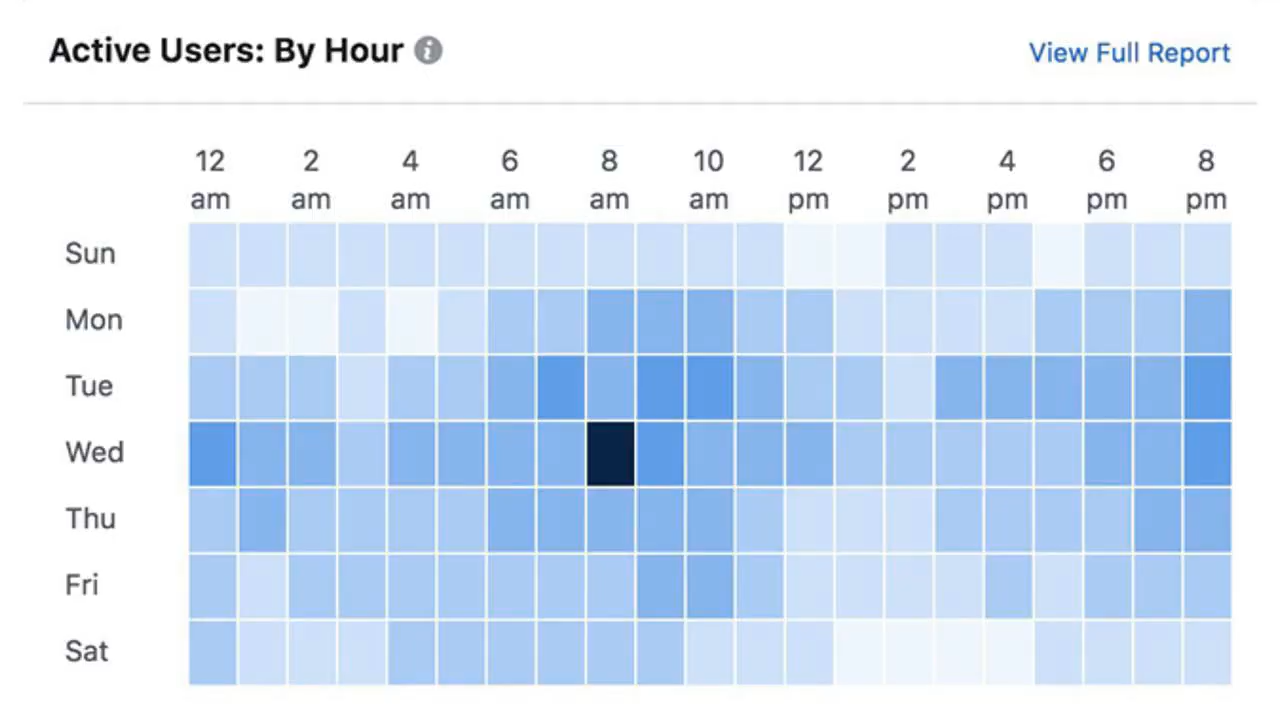 Active Users: By Hour
View Full Report
12 am 2 am 4 am 6 am 8 am 10 am 12 pm 2 pm 4 pm 6 pm 8 pm
Sun
Mon
Tue
Wed
Thu
Fri
Sat